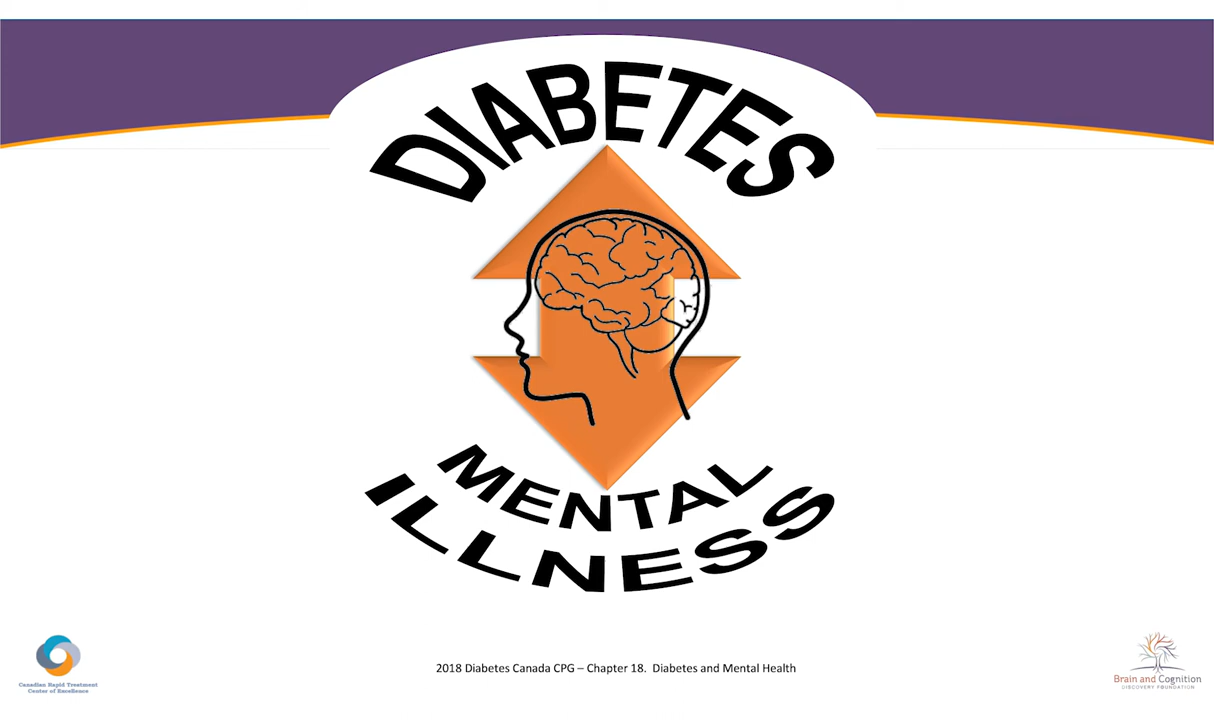 DIABETES
MENTAL
ILLNESS
2018 Diabetes Canada CPG – Chapter 18.  Diabetes and Mental Health
Canadian Rapid Treatment
Center of Excellence
Brain and Cognition
DISCOVERY FOUNDATION